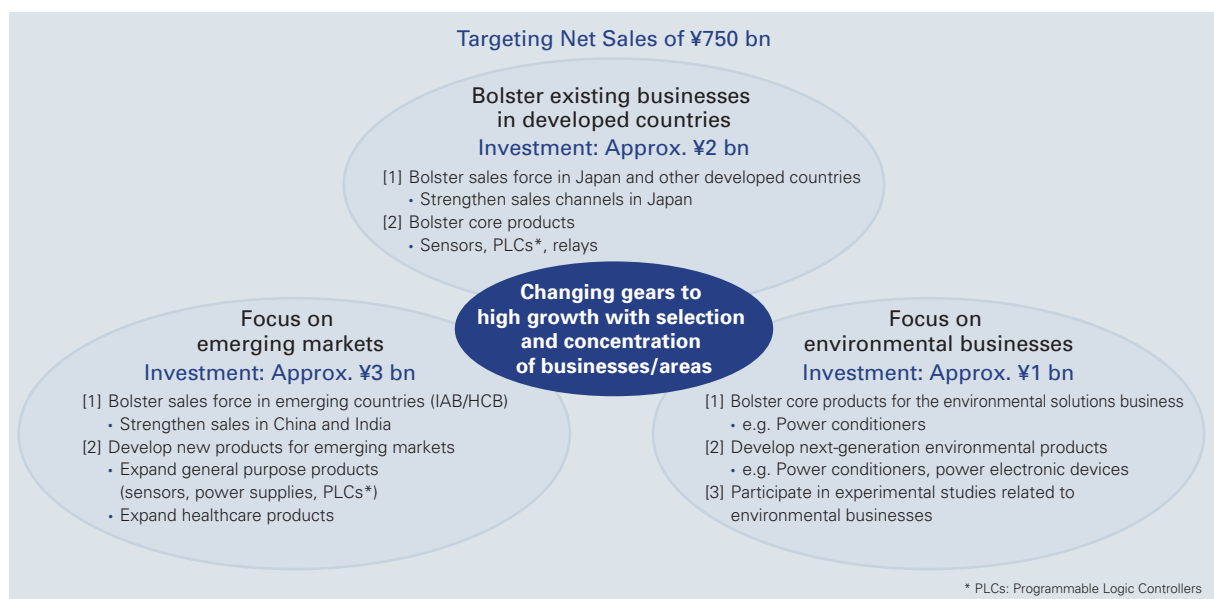 Targeting Net Sales of ¥750 bn
Bolster existing businesses
in developed countries
Investment: Approx. ¥2 bn
[1] Bolster sales force in Japan and other developed countries
• Strengthen sales channels in Japan
[2] Bolster core products
• Sensors, PLCs*, relays
Changing gears to
high growth with selection
and concentration
of businesses/areas
Focus on
emerging markets
Investment: Approx. ¥3 bn
[1] Bolster sales force in emerging countries (IAB/HCB)
• Strengthen sales in China and India
[2] Develop new products for emerging markets
• Expand general purpose products
(sensors, power supplies, PLCs*)
• Expand healthcare products
Focus on
environmental businesses
Investment: Approx. ¥1 bn
[1] Bolster core products for the environmental solutions business
• e.g. Power conditioners
[2] Develop next-generation environmental products
• e.g. Power conditioners, power electronic devices
[3] Participate in experimental studies related to
environmental businesses
* PLCs: Programmable Logic Controllers